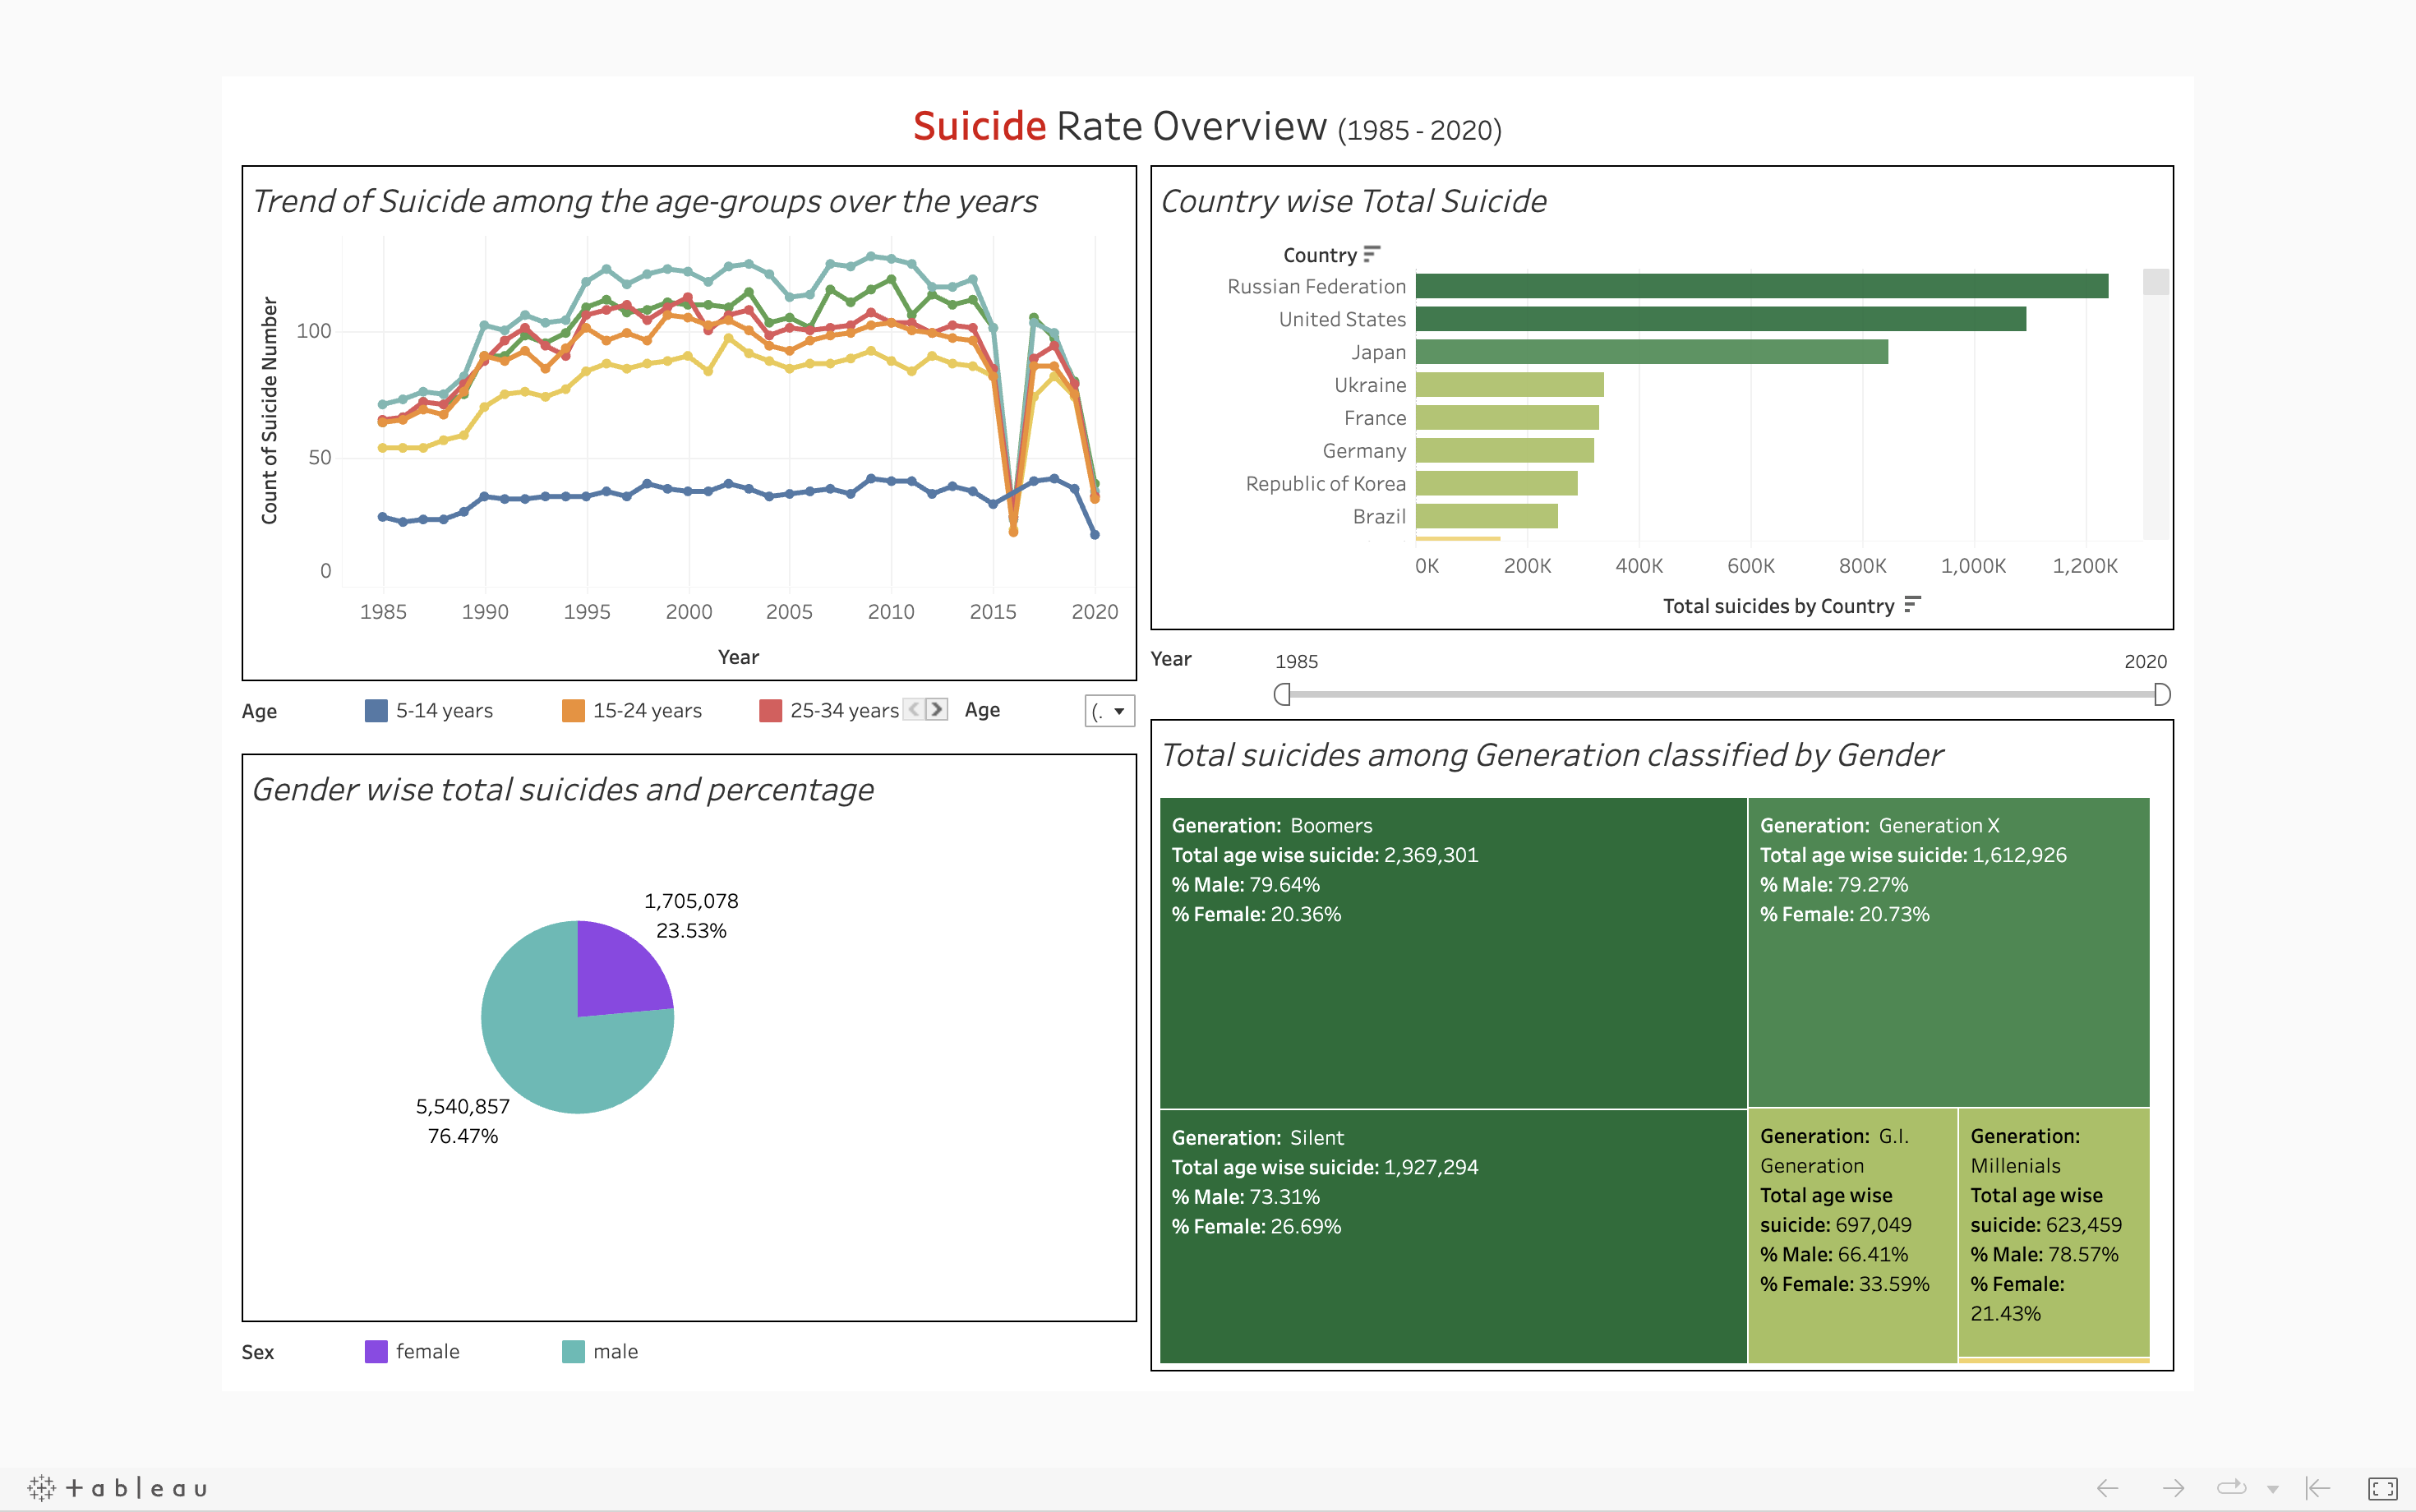 Suicide Rate Overview (1985 - 2020)
Trend of Suicide among the age-groups over the years
Count of Suicide Number
100
50
0
1985 1990 1995 2000 2005 2010 2015 2020
Year
Age 5-14 years 15-24 years 25-34 years Age (.
Country wise Total Suicide
Country
Russian Federation
United States
Japan
Ukraine
France
Germany
Republic of Korea
Brazil
0K 200K 400K 600K 800K 1,000K 1,200K
Total suicides by Country
Year 1985 2020
Gender wise total suicides and percentage
1,705,078
23.53%
5,540,857
76.47%
Sex female male
Total suicides among Generation classified by Gender
Generation: Boomers
Total age wise suicide: 2,369,301
% Male: 79.64%
% Female: 20.36%
Generation: Generation X
Total age wise suicide: 1,612,926
% Male: 79.27%
% Female: 20.73%
Generation: Silent
Total age wise suicide: 1,927,294
% Male: 73.31%
% Female: 26.69%
Generation: G.I.
Generation
Total age wise
suicide: 697,049
% Male: 66.41%
% Female: 33.59%
Generation:
Millenials
Total age wise
suicide: 623,459
% Male: 78.57%
% Female:
21.43%
tableau